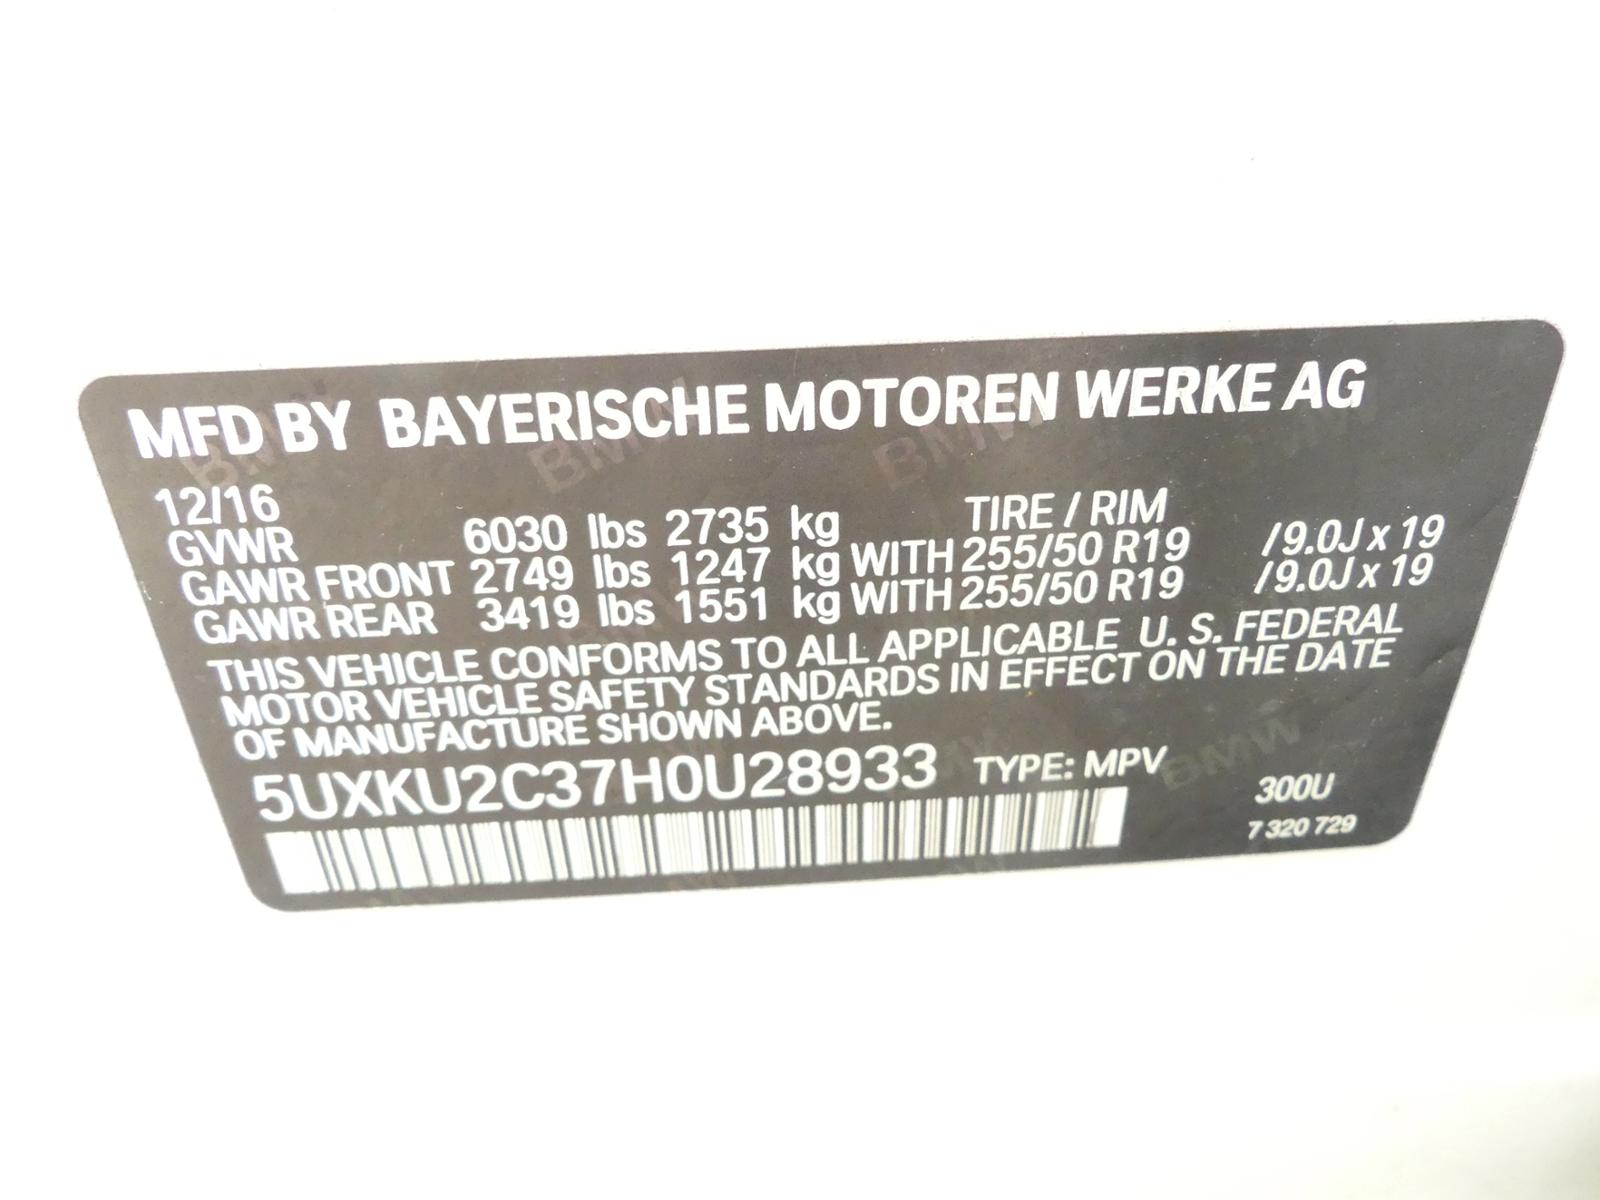 MFD BY BAYERISCHE MOTOREN WERKE AG
12/16 TIRE / RIM
GVWR 6030 lbs 2735 kg
GAWR FRONT 2749 lbs 1247 kg WITH 255/50 R19 /9.0J x 19
GAWR REAR 3419 lbs 1551 kg WITH 255/50 R19 /9.0J x 19
THIS VEHICLE CONFORMS TO ALL APPLICABLE U. S. FEDERAL
MOTOR VEHICLE SAFETY STANDARDS IN EFFECT ON THE DATE
OF MANUFACTURE SHOWN ABOVE.
5UXKU2C37H0U28933 TYPE: MPV
300U
7 320 729